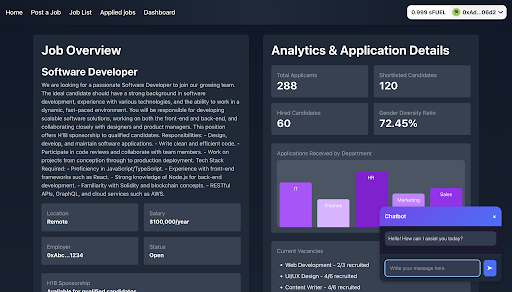 Home Post a Job Job List Applied jobs Dashboard
0.999 sFUEL 0xAd...06d2
Job Overview
Software Developer
We are looking for a passionate Software Developer to join our growing team.
The ideal candidate should have a strong background in software
development, experience with various technologies, and the ability to work in a
dynamic, fast-paced environment. You will be responsible for developing
scalable software solutions, working on both the front-end and back-end, and
collaborating closely with designers and product managers. This position
offers H1B sponsorship to qualified candidates. Responsibilities: - Design,
develop, and maintain software applications. - Write clean and efficient code. -
Participate in code reviews and collaborate with team members. - Work on
projects from conception through to production deployment. Tech Stack
Required: - Proficiency in JavaScript/TypeScript. - Experience with front-end
frameworks such as React. - Strong knowledge of Node.js for back-end
development. - Familiarity with Solidity and blockchain concepts. - RESTful
APIs, GraphQL, and cloud services such as AWS.
Location
Remote
Salary
$100,000/year
Employer
0xAbc...1234
Status
Open
H1B Sponsorship
Available for qualified candidates
Analytics & Application Details
Total Applicants
288
Shortlisted Candidates
120
Hired Candidates
60
Gender Diversity Ratio
72.45%
Applications Received by Department
IT
Finance
HR
Marketing
Sales
Current Vacancies
• Web Development - 2/3 recruited
• UI/UX Design - 4/6 recruited
• Content Writer - 4/6 recruited
Chatbot
×
Hello! How can I assist you today?
Write your message here